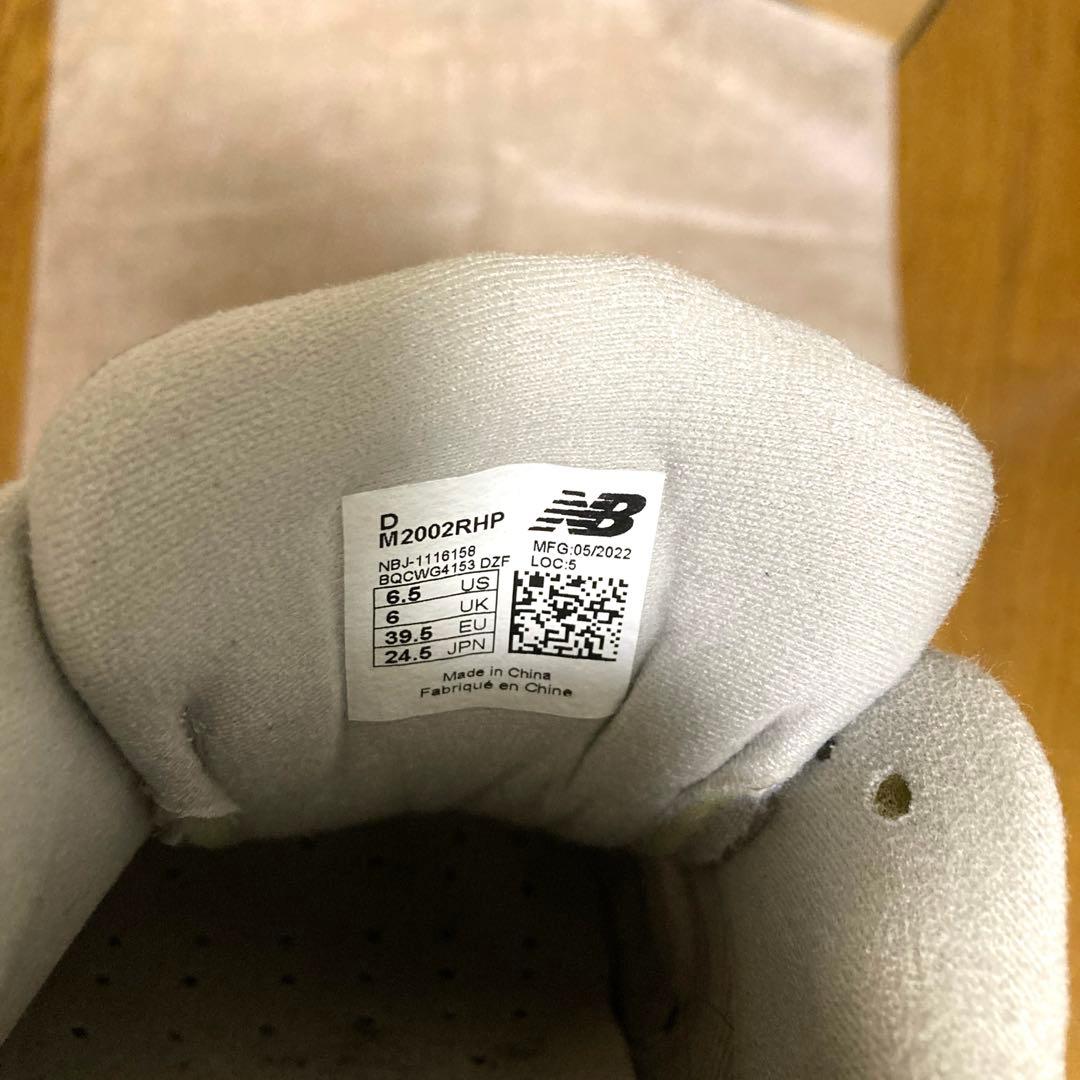 D
M2002RHP
NBJ-1116158
BQCWG4153 DZF
6.5 US
6 UK
39.5 EU
24.5 JPN
NB
MFG:05/2022
LOC:5
Made in China
Fabriqué en Chine